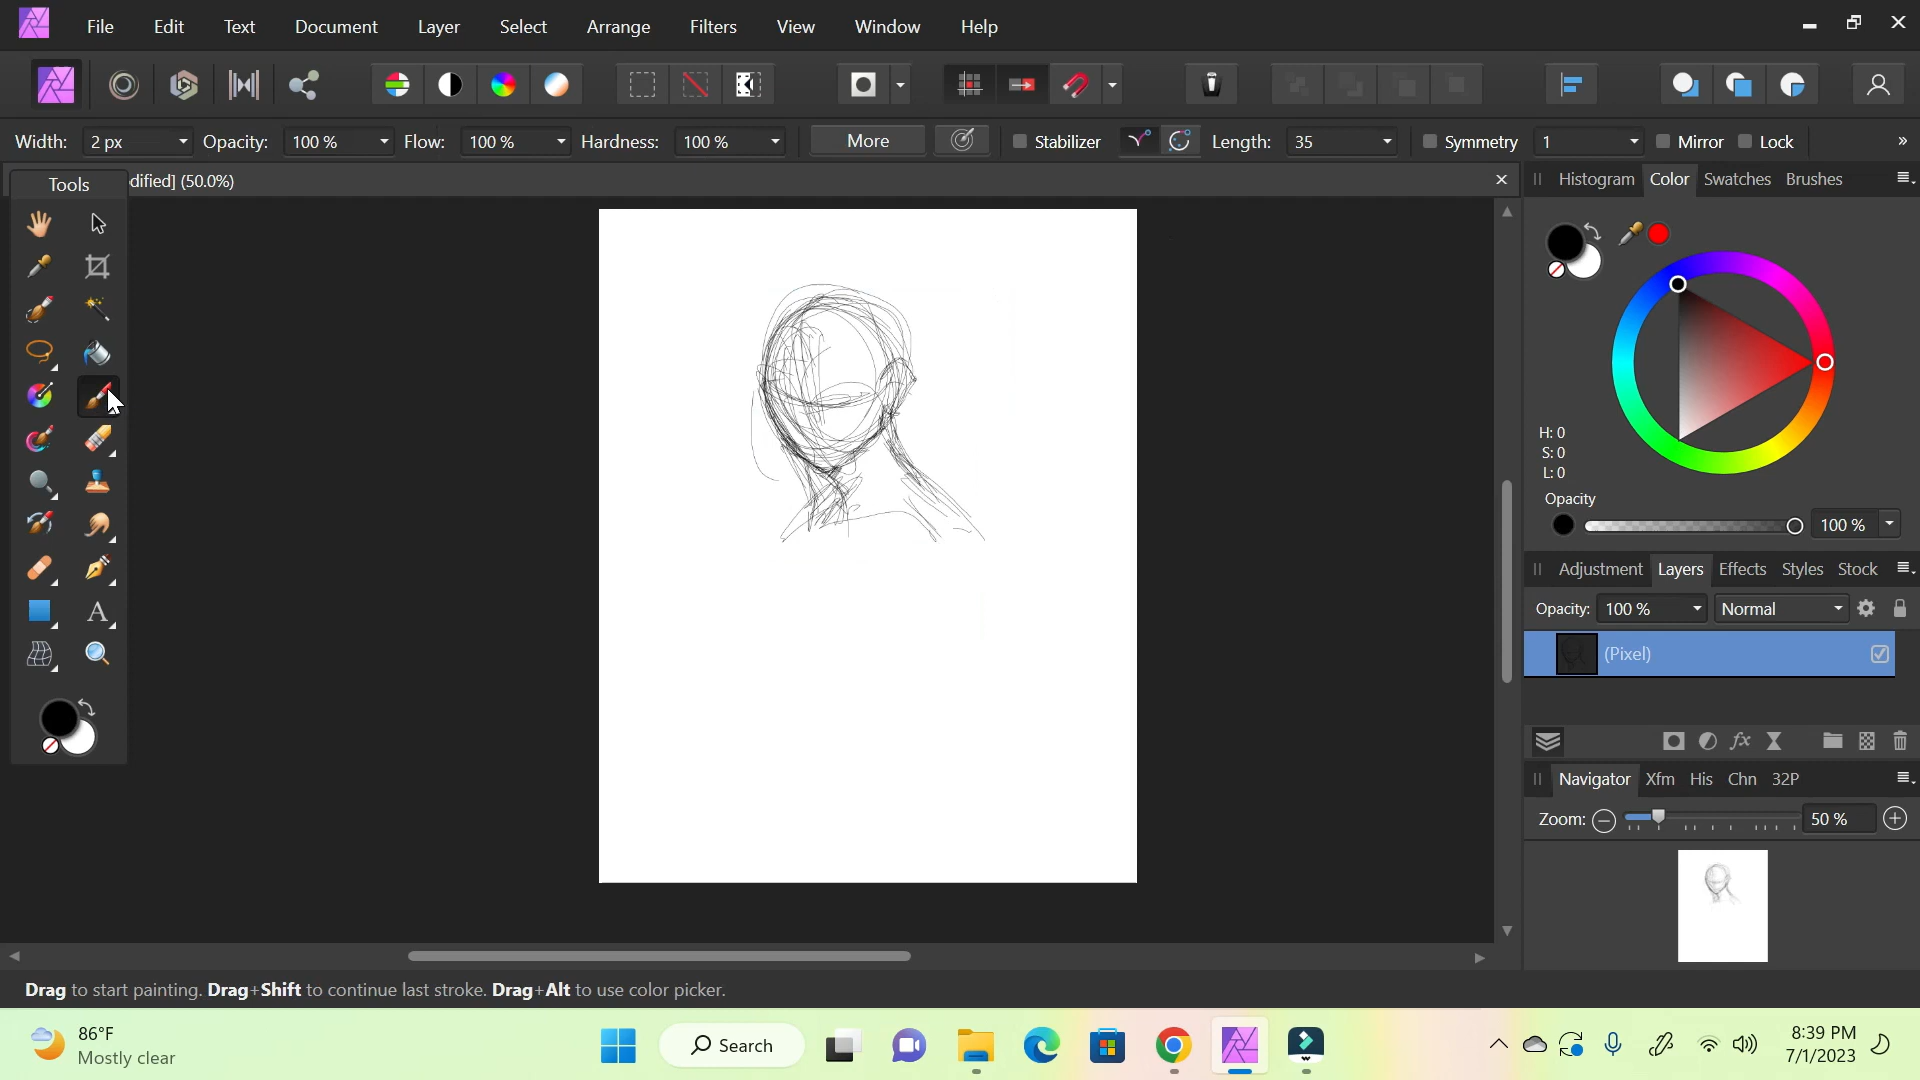 File Edit Text Document Layer Select Arrange Filters View Window Help
Width: 2 px Opacity: 100 % Flow: 100 % Hardness: 100 % More Stabilizer Length: 35 Symmetry 1 Mirror Lock »
Tools
dified] (50.0%)
Histogram Color Swatches Brushes
H: 0
S: 0
L: 0
Opacity
100 %
Adjustment Layers Effects Styles Stock
Opacity: 100 % Normal
(Pixel)
fx
Navigator Xfm His Chn 32P
Zoom: 50 %
A
Drag to start painting. Drag+Shift to continue last stroke. Drag+Alt to use color picker.
86°F
Mostly clear
Search
8:39 PM
7/1/2023